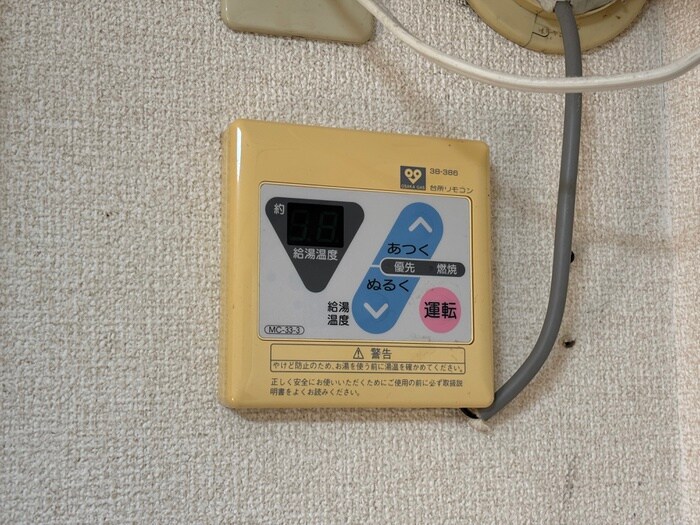 38-386
OSAKA GAS
台所リモコン
約
給湯温度
あつく
優先 燃焼
ぬるく
給湯
温度
運転
MC-33-3
⚠ 警告
やけど防止のため、お湯を使う前に湯温を確かめてください。
正しく安全にお使いいただくためにご使用の前に必ず取扱説
明書をよくお読みください。